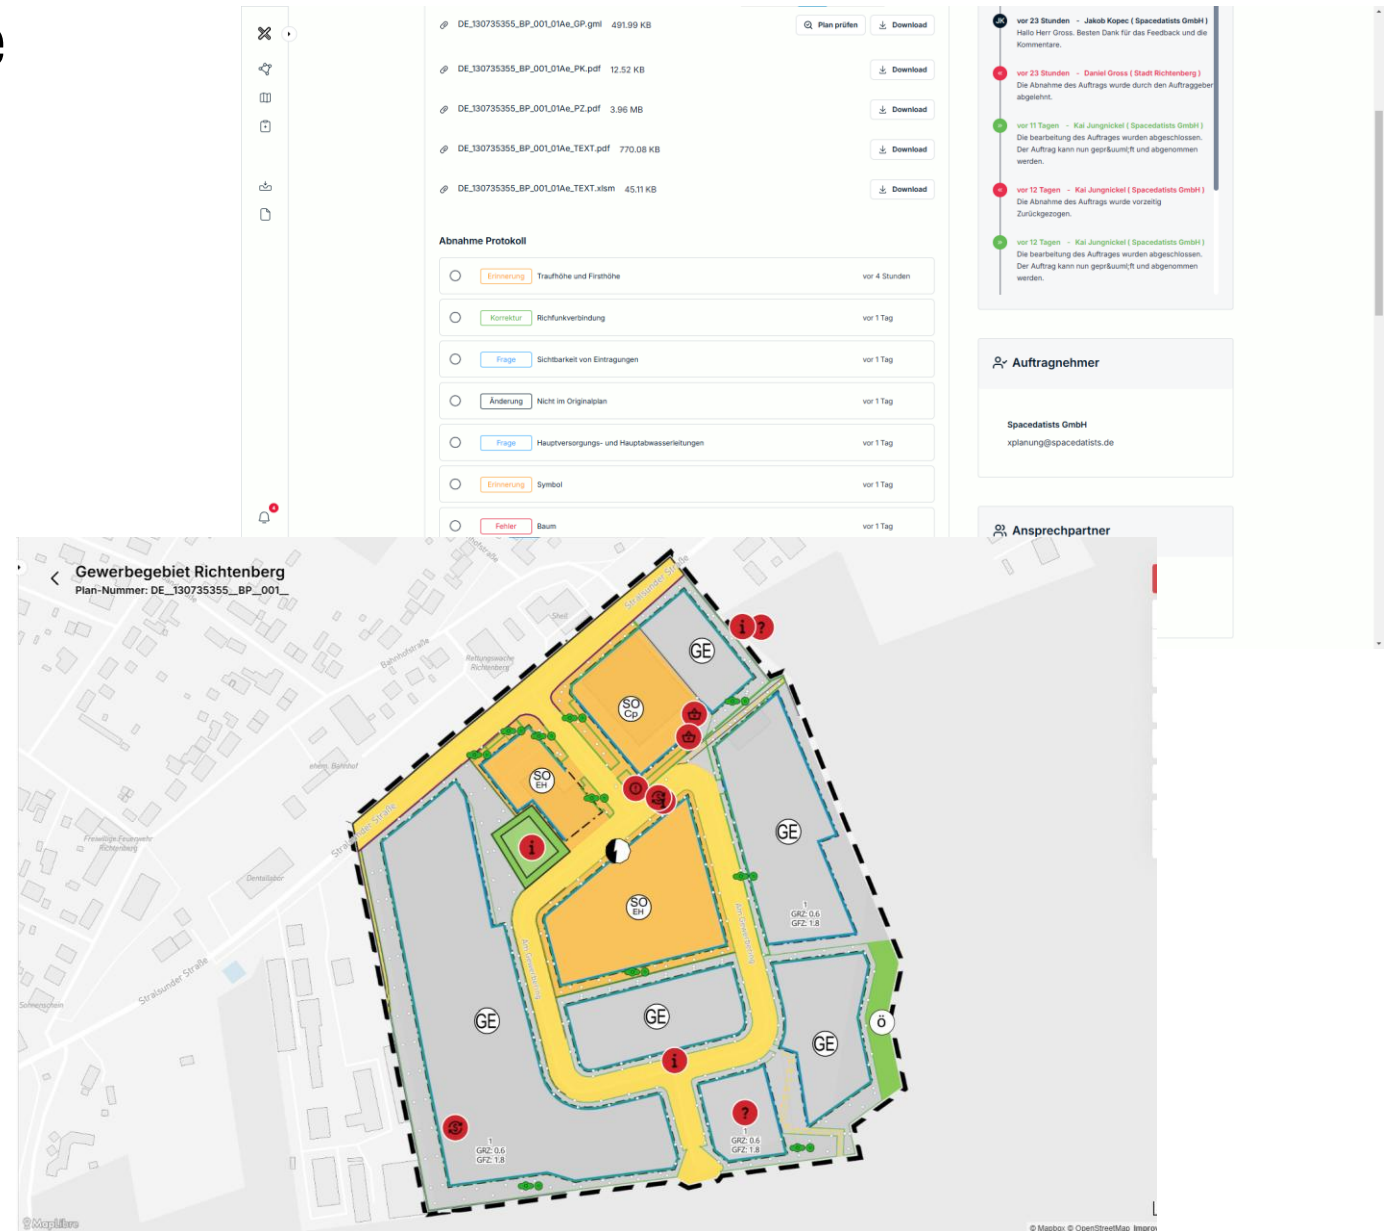 e
DE_130735355_BP_001_01Ae_GP.gml 491.99 KB Plan prüfen Download
DE_130735355_BP_001_01Ae_PK.pdf 12.52 KB Download
DE_130735355_BP_001_01Ae_PZ.pdf 3.96 MB Download
DE_130735355_BP_001_01Ae_TEXT.pdf 770.08 KB Download
DE_130735355_BP_001_01Ae_TEXT.xlsm 45.11 KB Download
Abnahme Protokoll
Erinnerung Traufhöhe und Firsthöhe vor 4 Stunden
Korrektur Richfunkverbindung vor 1 Tag
Frage Sichtbarkeit von Eintragungen vor 1 Tag
Änderung Nicht im Originalplan vor 1 Tag
Frage Hauptversorgungs- und Hauptabwasserleitungen vor 1 Tag
Erinnerung Symbol vor 1 Tag
Fehler Baum vor 1 Tag
JK vor 23 Stunden - Jakob Kopec ( Spacedatists GmbH )
Hallo Herr Gross. Besten Dank für das Feedback und die
Kommentare.
vor 23 Stunden - Daniel Gross ( Stadt Richtenberg )
Die Abnahme des Auftrags wurde durch den Auftraggeber
abgelehnt.
vor 11 Tagen - Kai Jungnickel ( Spacedatists GmbH )
Die bearbeitung des Auftrages wurden abgeschlossen.
Der Auftrag kann nun gepr&uuml;ft und abgenommen
werden.
vor 12 Tagen - Kai Jungnickel ( Spacedatists GmbH )
Die Abnahme des Auftrags wurde vorzeitig
Zurückgezogen.
vor 12 Tagen - Kai Jungnickel ( Spacedatists GmbH )
Die bearbeitung des Auftrages wurden abgeschlossen.
Der Auftrag kann nun gepr&uuml;ft und abgenommen
werden.
Auftragnehmer
Spacedatists GmbH
xplanung@spacedatists.de
Ansprechpartner
4
Gewerbegebiet Richtenberg
Plan-Nummer: DE__130735355__BP__001__
Stralsunder Straße
Shell
Bahnhofstraße
Rettungswache
Richtenberg
GE
i ?
SO
Cp
ehem. Bahnhof
SO
EH
Stralsunder Straße
Freiwillige Feuerwehr
Richtenberg
i
GE
Dentallabor
SO
EH
1
GRZ: 0.6
GFZ: 1.8
Am Gewerbering
Am Gewerbering
Stralsunder Straße
Sonnenschein
GE
GE
Ö
GE
i
?
1
GRZ: 0.6
GFZ: 1.8
1
GRZ: 0.6
GFZ: 1.8
MapLibre
© Mapbox © OpenStreetMap Improv